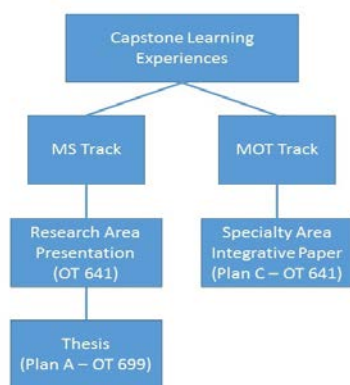 Capstone Learning
Experiences
MS Track
MOT Track
Research Area
Presentation
(OT 641)
Specialty Area
Integrative Paper
(Plan C – OT 641)
Thesis
(Plan A – OT 699)